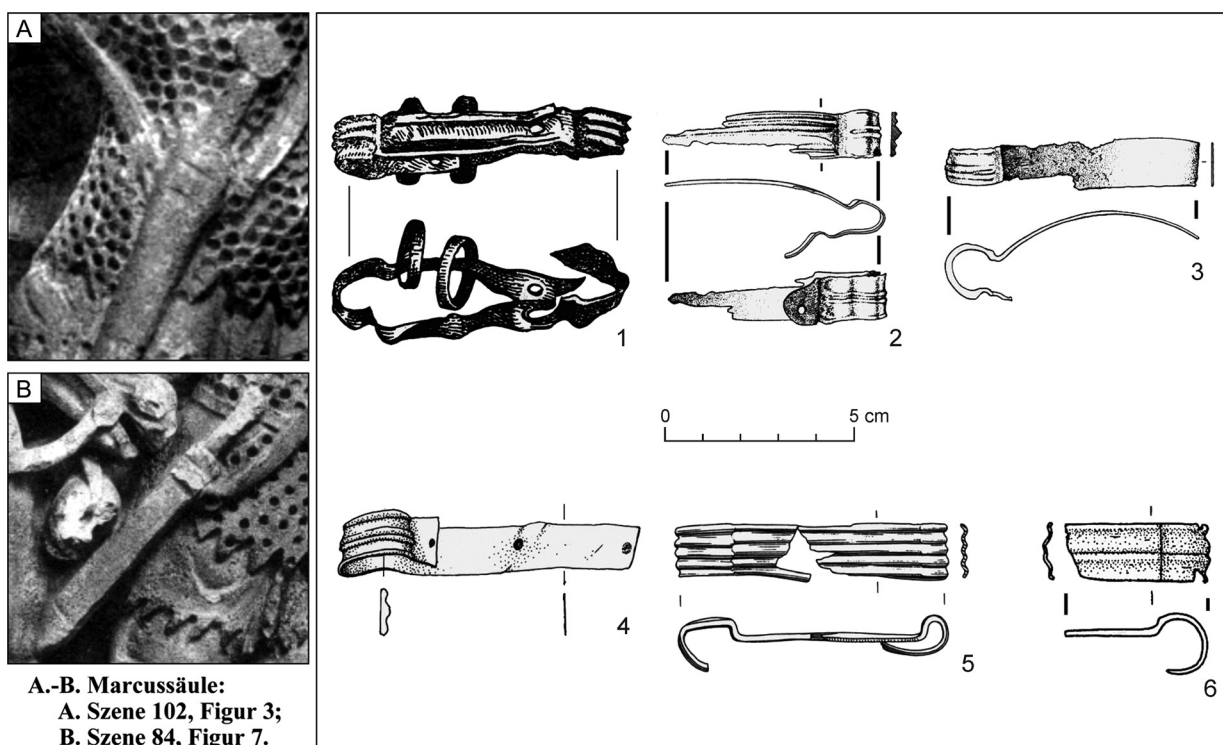 A
B
A.-B. Marcussäule:
A. Szene 102, Figur 3;
B. Szene 84, Figur 7.
1
2
3
0 5 cm
4
5
6